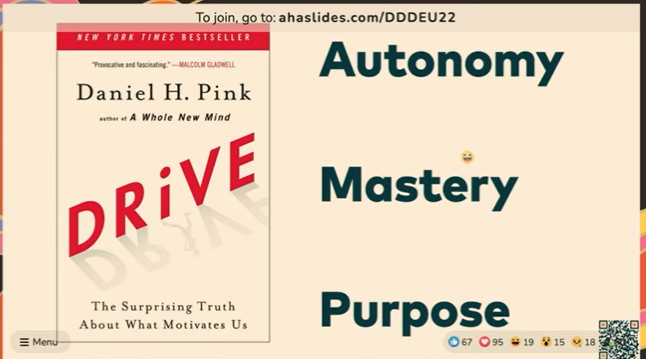 To join, go to: ahaslides.com/DDDEU22
NEW YORK TIMES BESTSELLER
"Provocative and fascinating." —MALCOLM GLADWELL
Daniel H. Pink
author of A Whole New Mind
DRiVE
The Surprising Truth
About What Motivates Us
Autonomy
Mastery
Purpose
Menu
67 95 19 15 18